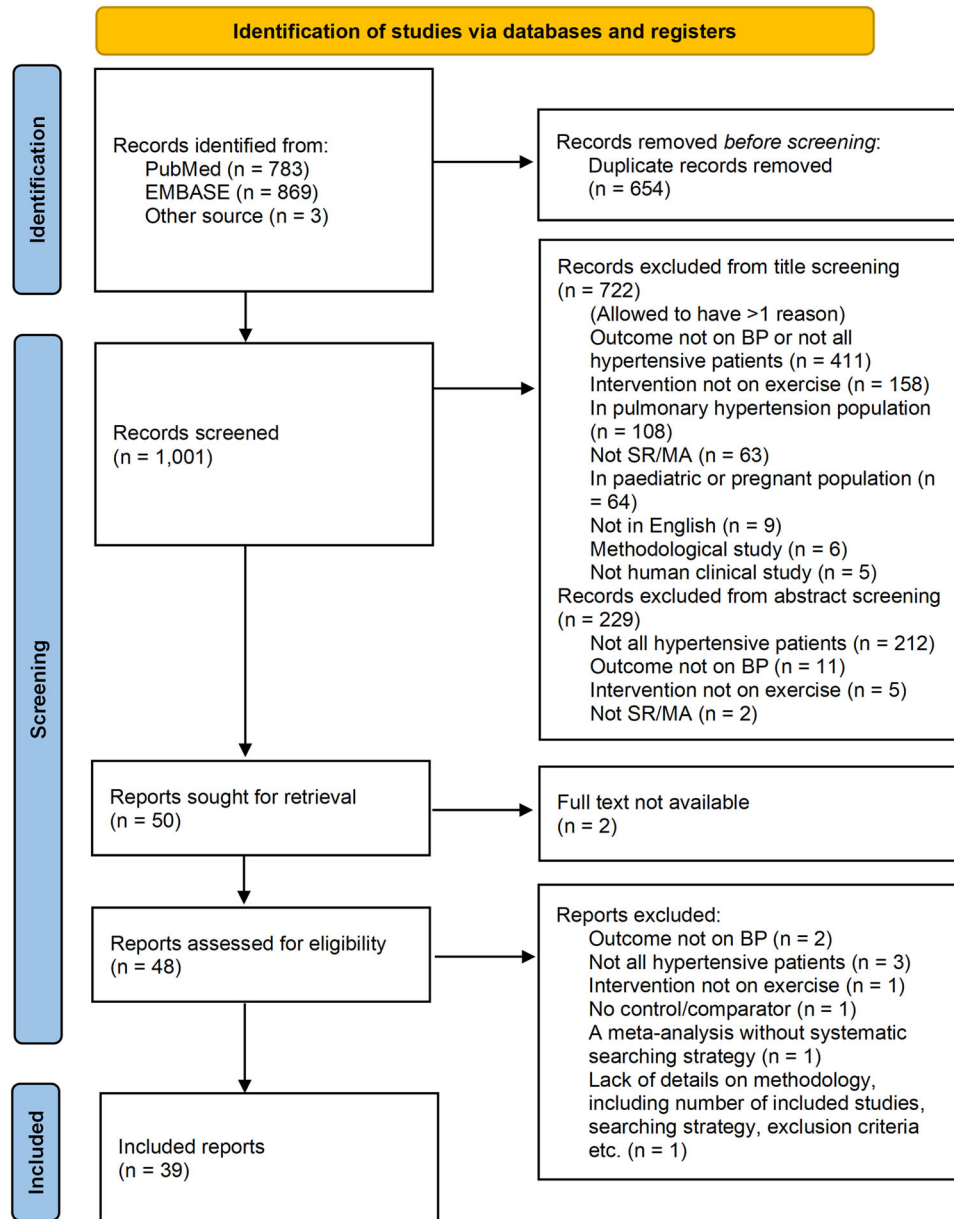 Identification of studies via databases and registers
Identification
Records identified from:
PubMed (n = 783)
EMBASE (n = 869)
Other source (n = 3)
Records removed before screening:
Duplicate records removed
(n = 654)
Screening
Records screened
(n = 1,001)
Records excluded from title screening
(n = 722)
(Allowed to have >1 reason)
Outcome not on BP or not all
hypertensive patients (n = 411)
Intervention not on exercise (n = 158)
In pulmonary hypertension population
(n = 108)
Not SR/MA (n = 63)
In paediatric or pregnant population (n
= 64)
Not in English (n = 9)
Methodological study (n = 6)
Not human clinical study (n = 5)
Records excluded from abstract screening
(n = 229)
Not all hypertensive patients (n = 212)
Outcome not on BP (n = 11)
Intervention not on exercise (n = 5)
Not SR/MA (n = 2)
Reports sought for retrieval
(n = 50)
Full text not available
(n = 2)
Reports assessed for eligibility
(n = 48)
Reports excluded:
Outcome not on BP (n = 2)
Not all hypertensive patients (n = 3)
Intervention not on exercise (n = 1)
No control/comparator (n = 1)
A meta-analysis without systematic
searching strategy (n = 1)
Lack of details on methodology,
including number of included studies,
searching strategy, exclusion criteria
etc. (n = 1)
Included
Included reports
(n = 39)